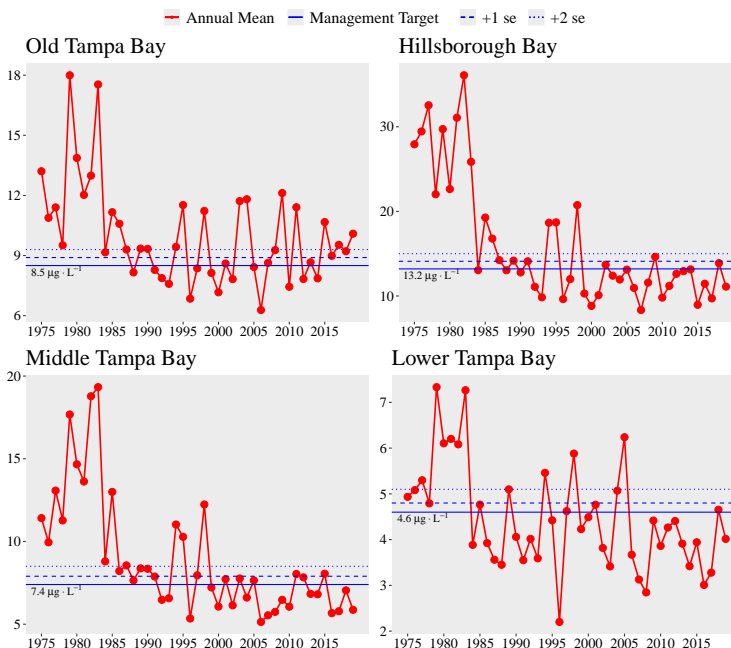 Annual Mean Management Target +1 se +2 se
Old Tampa Bay
18
15
12
9
6
8.5 μg · L⁻¹
1975 1980 1985 1990 1995 2000 2005 2010 2015
Hillsborough Bay
30
20
10
13.2 μg · L⁻¹
1975 1980 1985 1990 1995 2000 2005 2010 2015
Middle Tampa Bay
20
15
10
5
7.4 μg · L⁻¹
1975 1980 1985 1990 1995 2000 2005 2010 2015
Lower Tampa Bay
7
6
5
4
3
2
4.6 μg · L⁻¹
1975 1980 1985 1990 1995 2000 2005 2010 2015